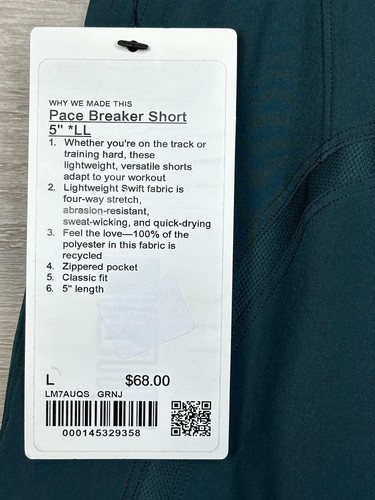 WHY WE MADE THIS
Pace Breaker Short
5" *LL
1. Whether you're on the track or
training hard, these
lightweight, versatile shorts
adapt to your workout
2. Lightweight Swift fabric is
four-way stretch,
abrasion-resistant,
sweat-wicking, and quick-drying
3. Feel the love—100% of the
polyester in this fabric is
recycled
4. Zippered pocket
5. Classic fit
6. 5" length
L $68.00
LM7AUQS GRNJ
000145329358